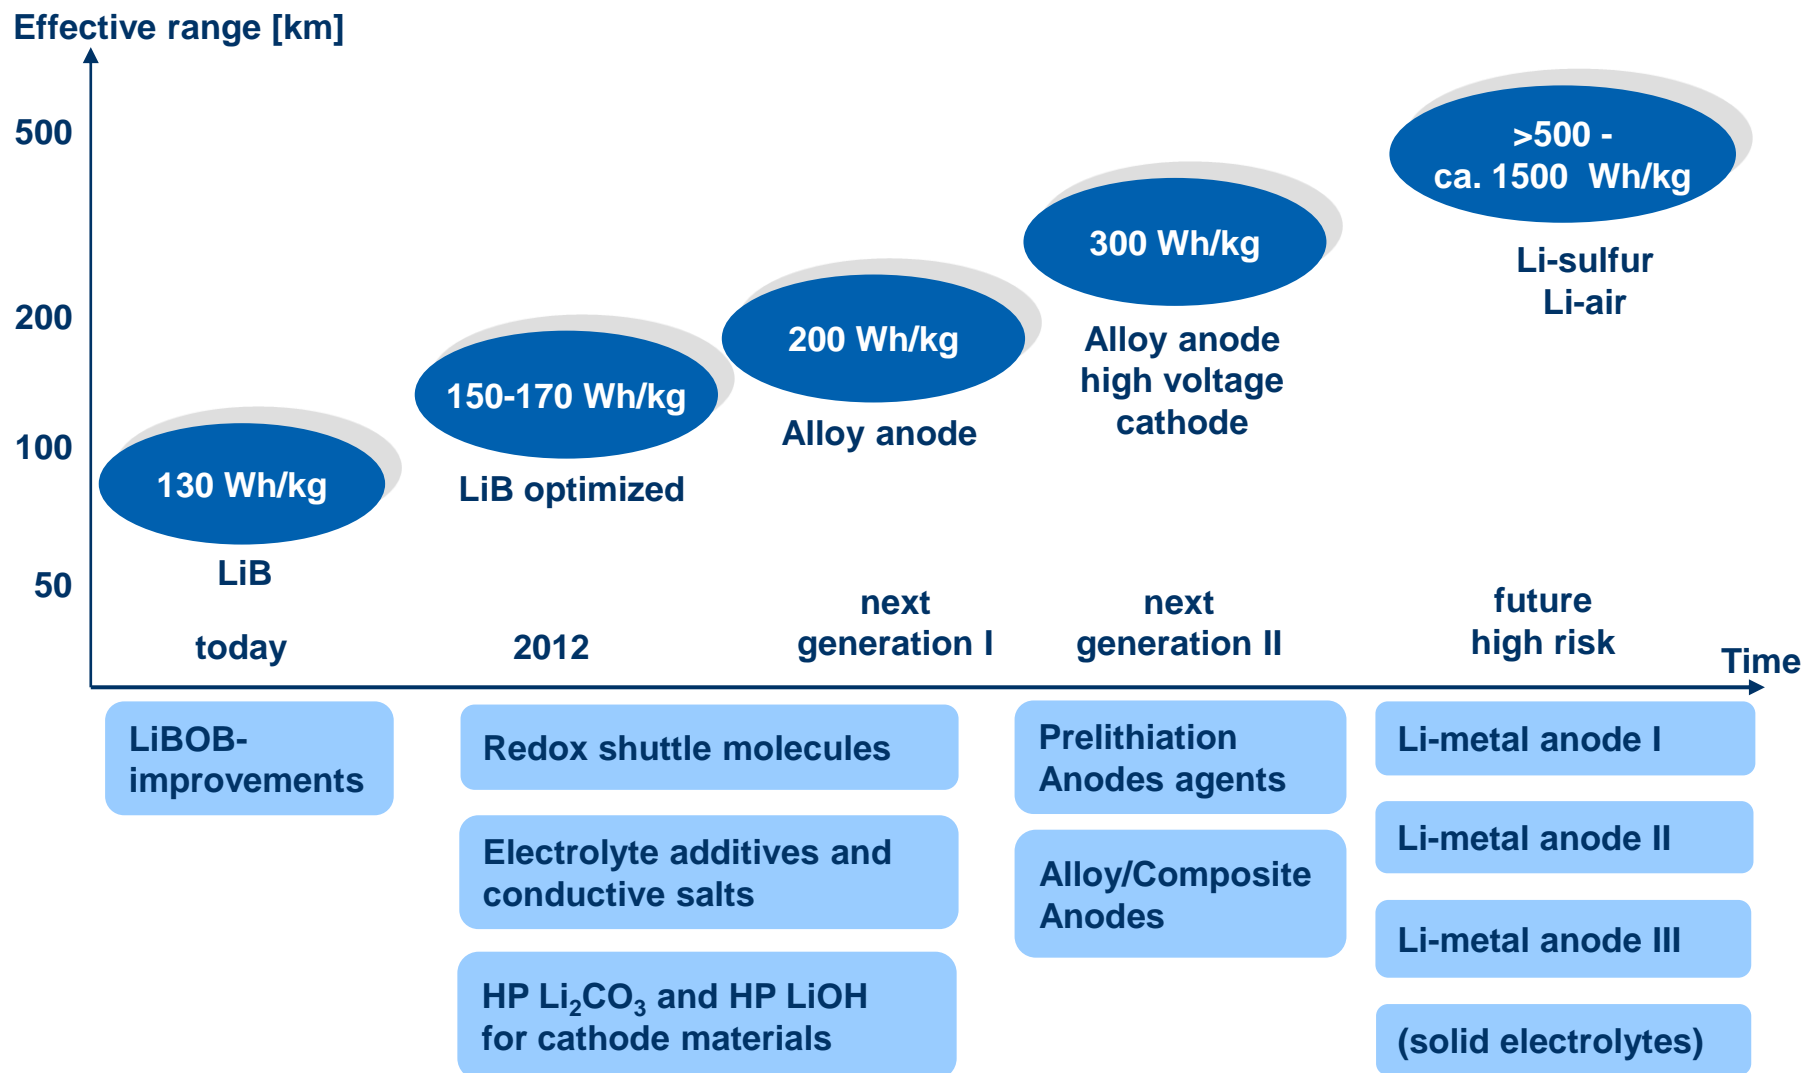 Effective range [km]
500
200
100
50
130 Wh/kg
LiB
150-170 Wh/kg
LiB optimized
200 Wh/kg
Alloy anode
300 Wh/kg
Alloy anode
high voltage
cathode
>500 -
ca. 1500 Wh/kg
Li-sulfur
Li-air
today
2012
next
generation I
next
generation II
future
high risk
Time
LiBOB-
improvements
Redox shuttle molecules
Electrolyte additives and
conductive salts
HP Li₂CO₃ and HP LiOH
for cathode materials
Prelithiation
Anodes agents
Alloy/Composite
Anodes
Li-metal anode I
Li-metal anode II
Li-metal anode III
(solid electrolytes)